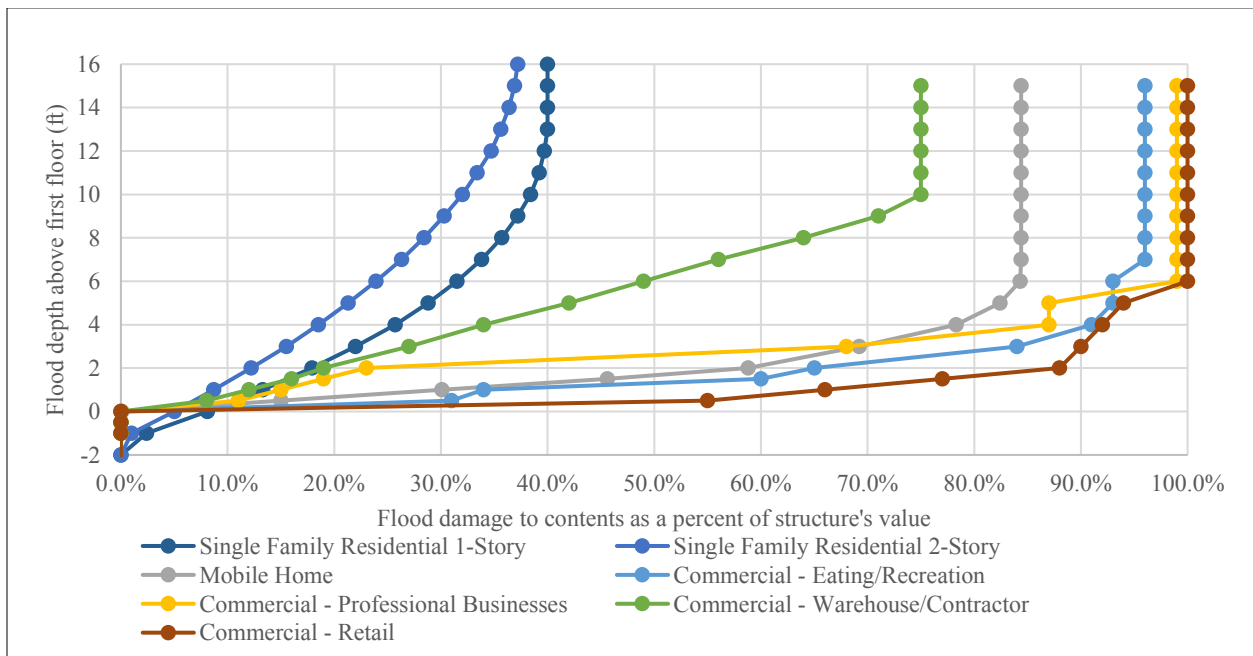 Flood depth above first floor (ft)
16
14
12
10
8
6
4
2
0
-2
0.0% 10.0% 20.0% 30.0% 40.0% 50.0% 60.0% 70.0% 80.0% 90.0% 100.0%
Flood damage to contents as a percent of structure's value
Single Family Residential 1-Story Single Family Residential 2-Story
Mobile Home Commercial - Eating/Recreation
Commercial - Professional Businesses Commercial - Warehouse/Contractor
Commercial - Retail